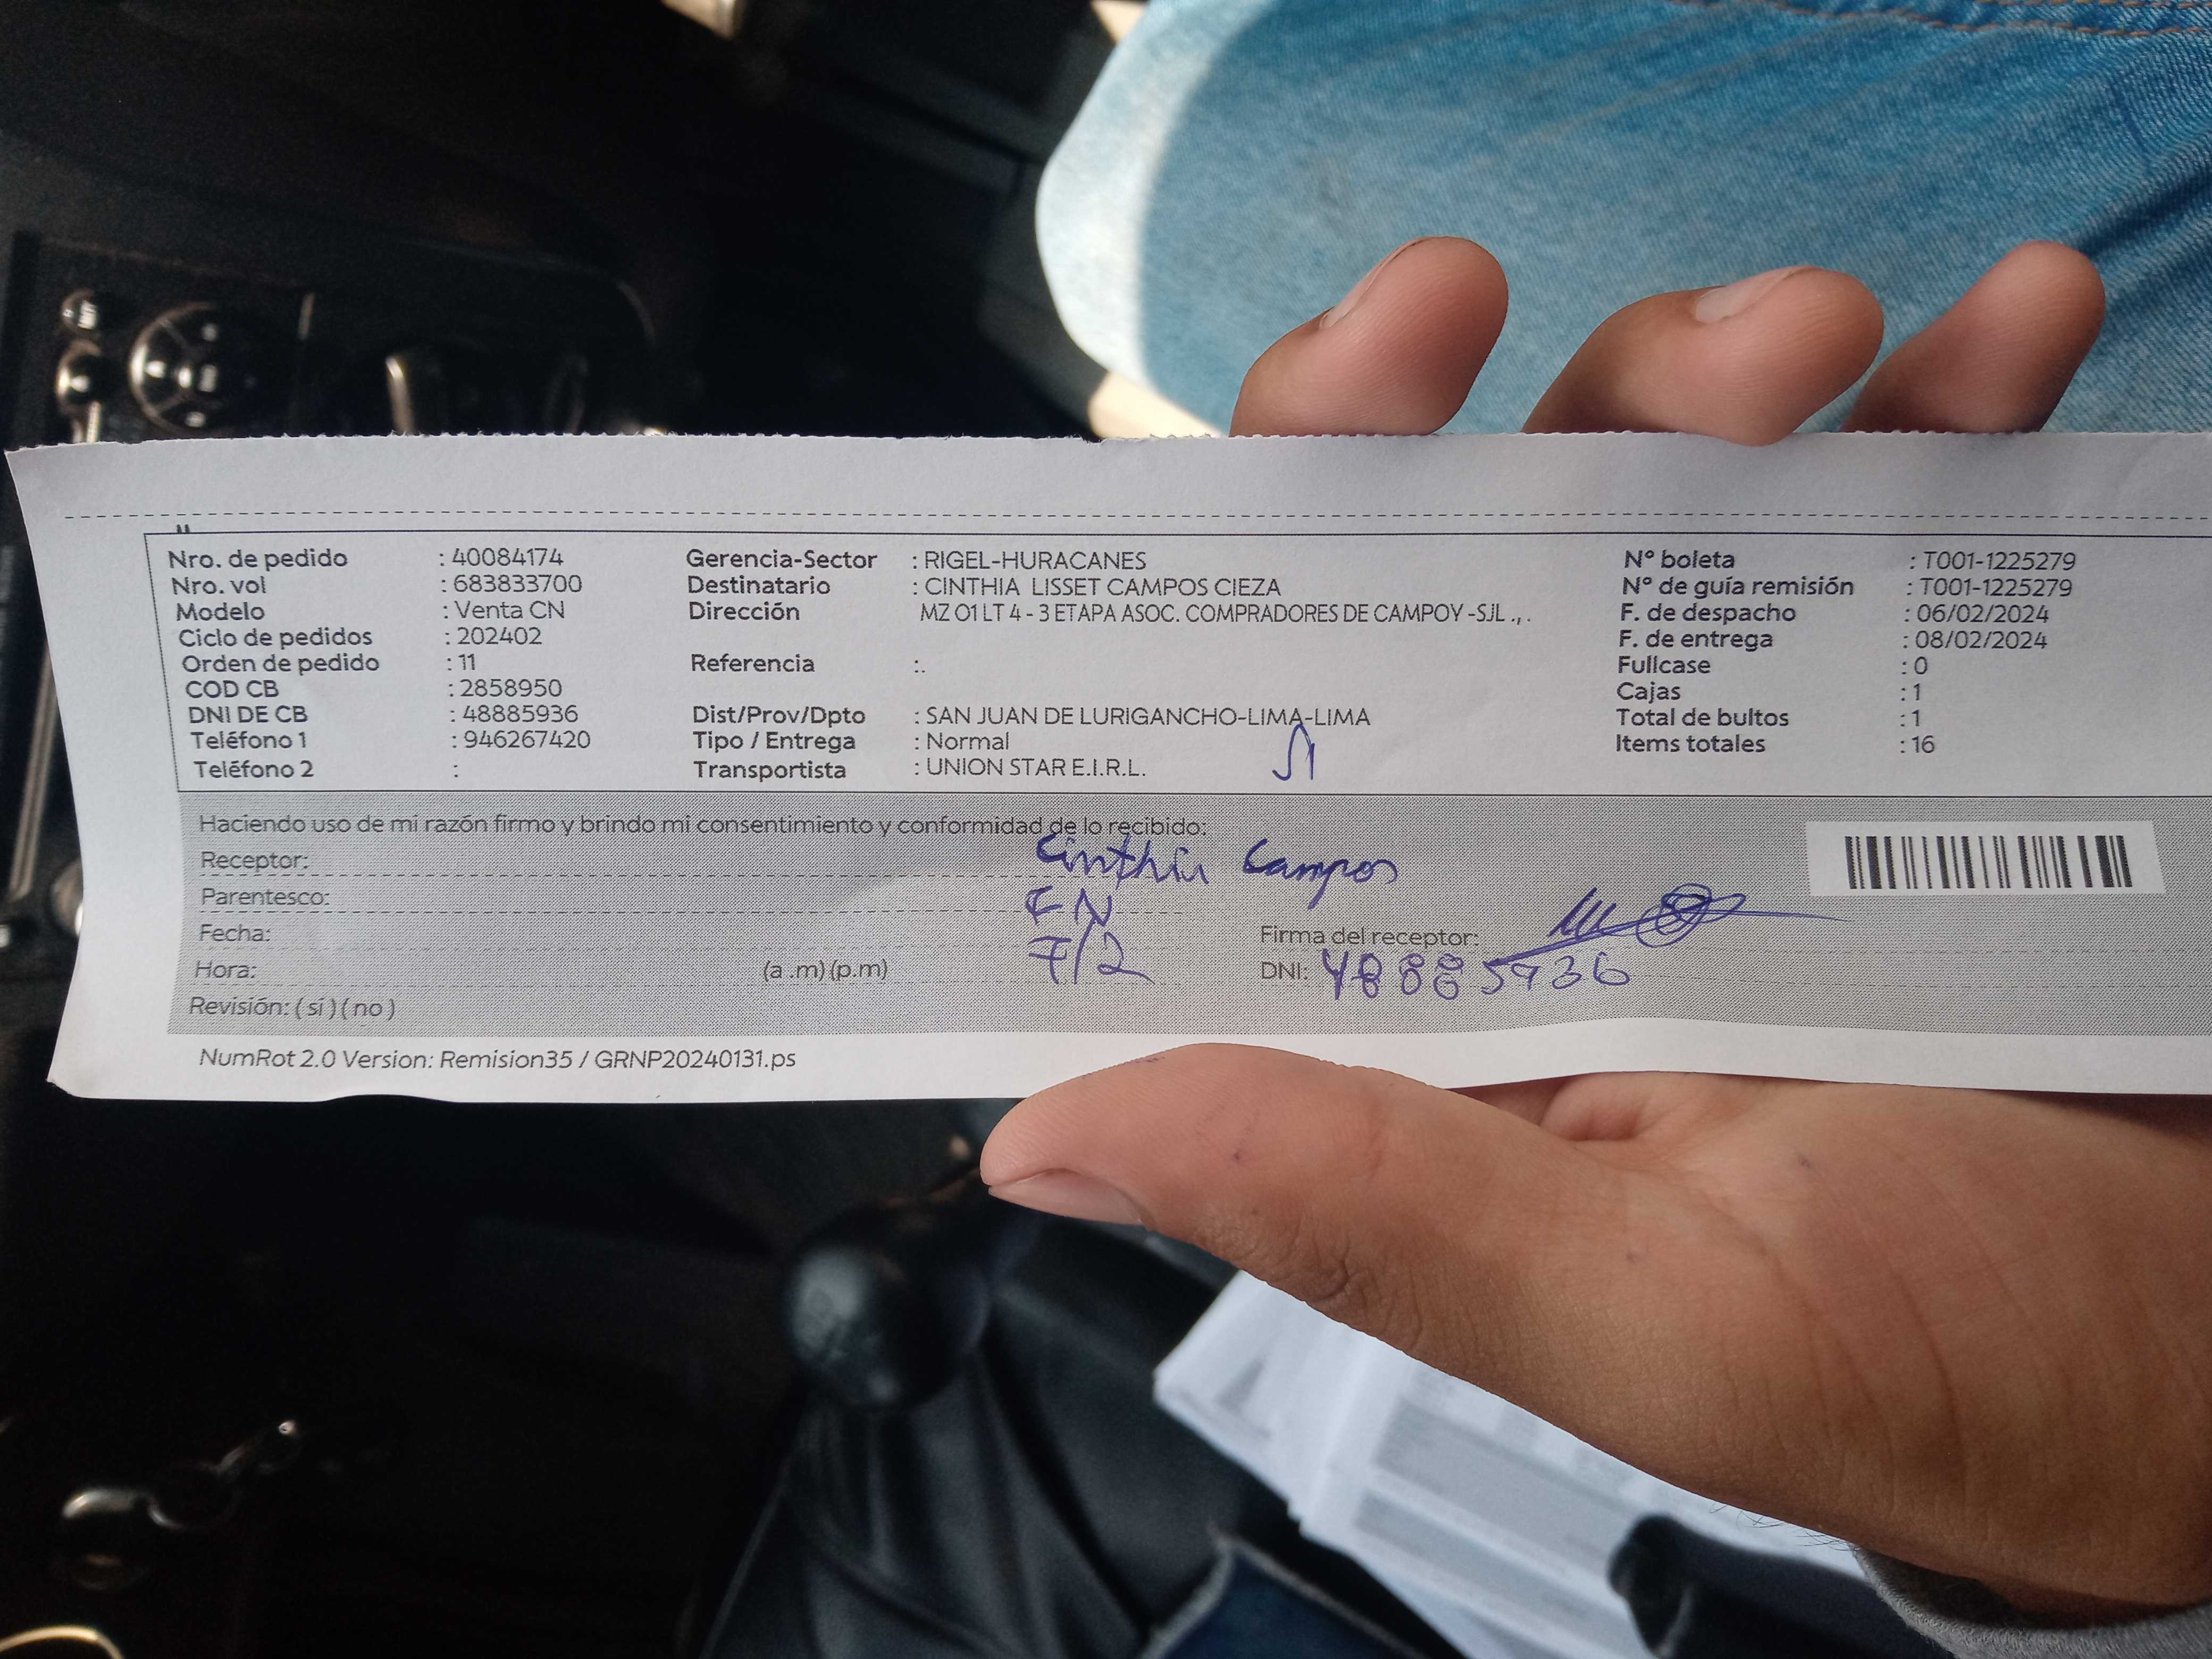 Nro. de pedido : 40084174 Gerencia-Sector : RIGEL-HURACANES Nº boleta : T001-1225279
Nro. vol : 683833700 Destinatario : CINTHIA LISSET CAMPOS CIEZA Nº de guía remisión : T001-1225279
Modelo : Venta CN Dirección MZ O1 LT 4 - 3 ETAPA ASOC. COMPRADORES DE CAMPOY -SJL ., . F. de despacho : 06/02/2024
Ciclo de pedidos : 202402 F. de entrega : 08/02/2024
Orden de pedido : 11 Referencia :. Fullcase : 0
COD CB : 2858950 Cajas : 1
DNI DE CB : 48885936 Dist/Prov/Dpto : SAN JUAN DE LURIGANCHO-LIMA-LIMA Total de bultos : 1
Teléfono 1 : 946267420 Tipo / Entrega : Normal Items totales : 16
Teléfono 2 : Transportista : UNION STAR E.I.R.L.
Haciendo uso de mi razón firmo y brindo mi consentimiento y conformidad de lo recibido:
Receptor: Cinthia Campos
Parentesco: CN
Fecha: 7/2 Firma del receptor:
Hora: (a .m) (p.m) DNI: 48885936
Revisión: ( sí ) ( no )
NumRot 2.0 Version: Remision35 / GRNP20240131.ps